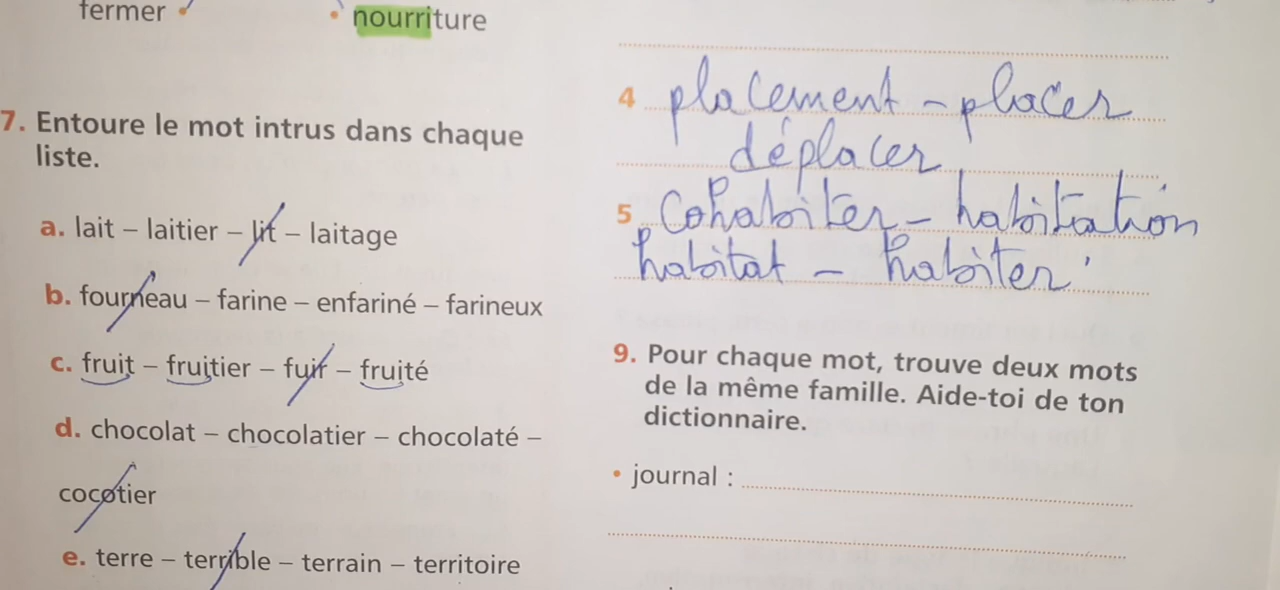 fermer •
• nourriture
7. Entoure le mot intrus dans chaque
liste.
a. lait – laitier – lit – laitage
b. fourneau – farine – enfariné – farineux
c. fruit – fruitier – fuir – fruité
d. chocolat – chocolatier – chocolaté –
cocotier
e. terre – terrible – terrain – territoire
4 placement – placer
déplacer
5 Cohabiter – habitation
habitat – habiter
9. Pour chaque mot, trouve deux mots
de la même famille. Aide-toi de ton
dictionnaire.
• journal :